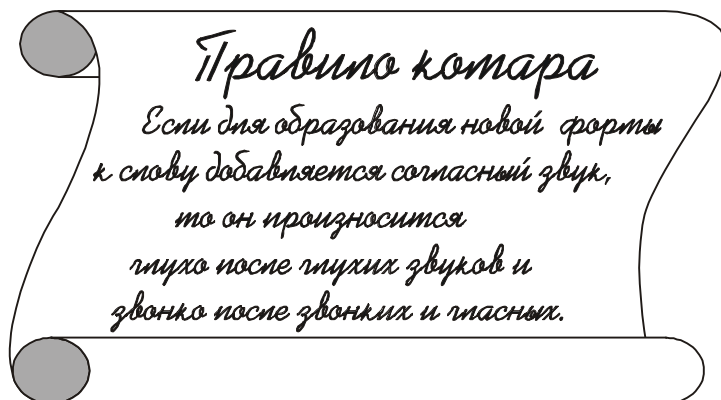 Правило комара
Если для образования новой формы
к слову добавляется согласный звук,
то он произносится
глухо после глухих звуков и
звонко после звонких и гласных.